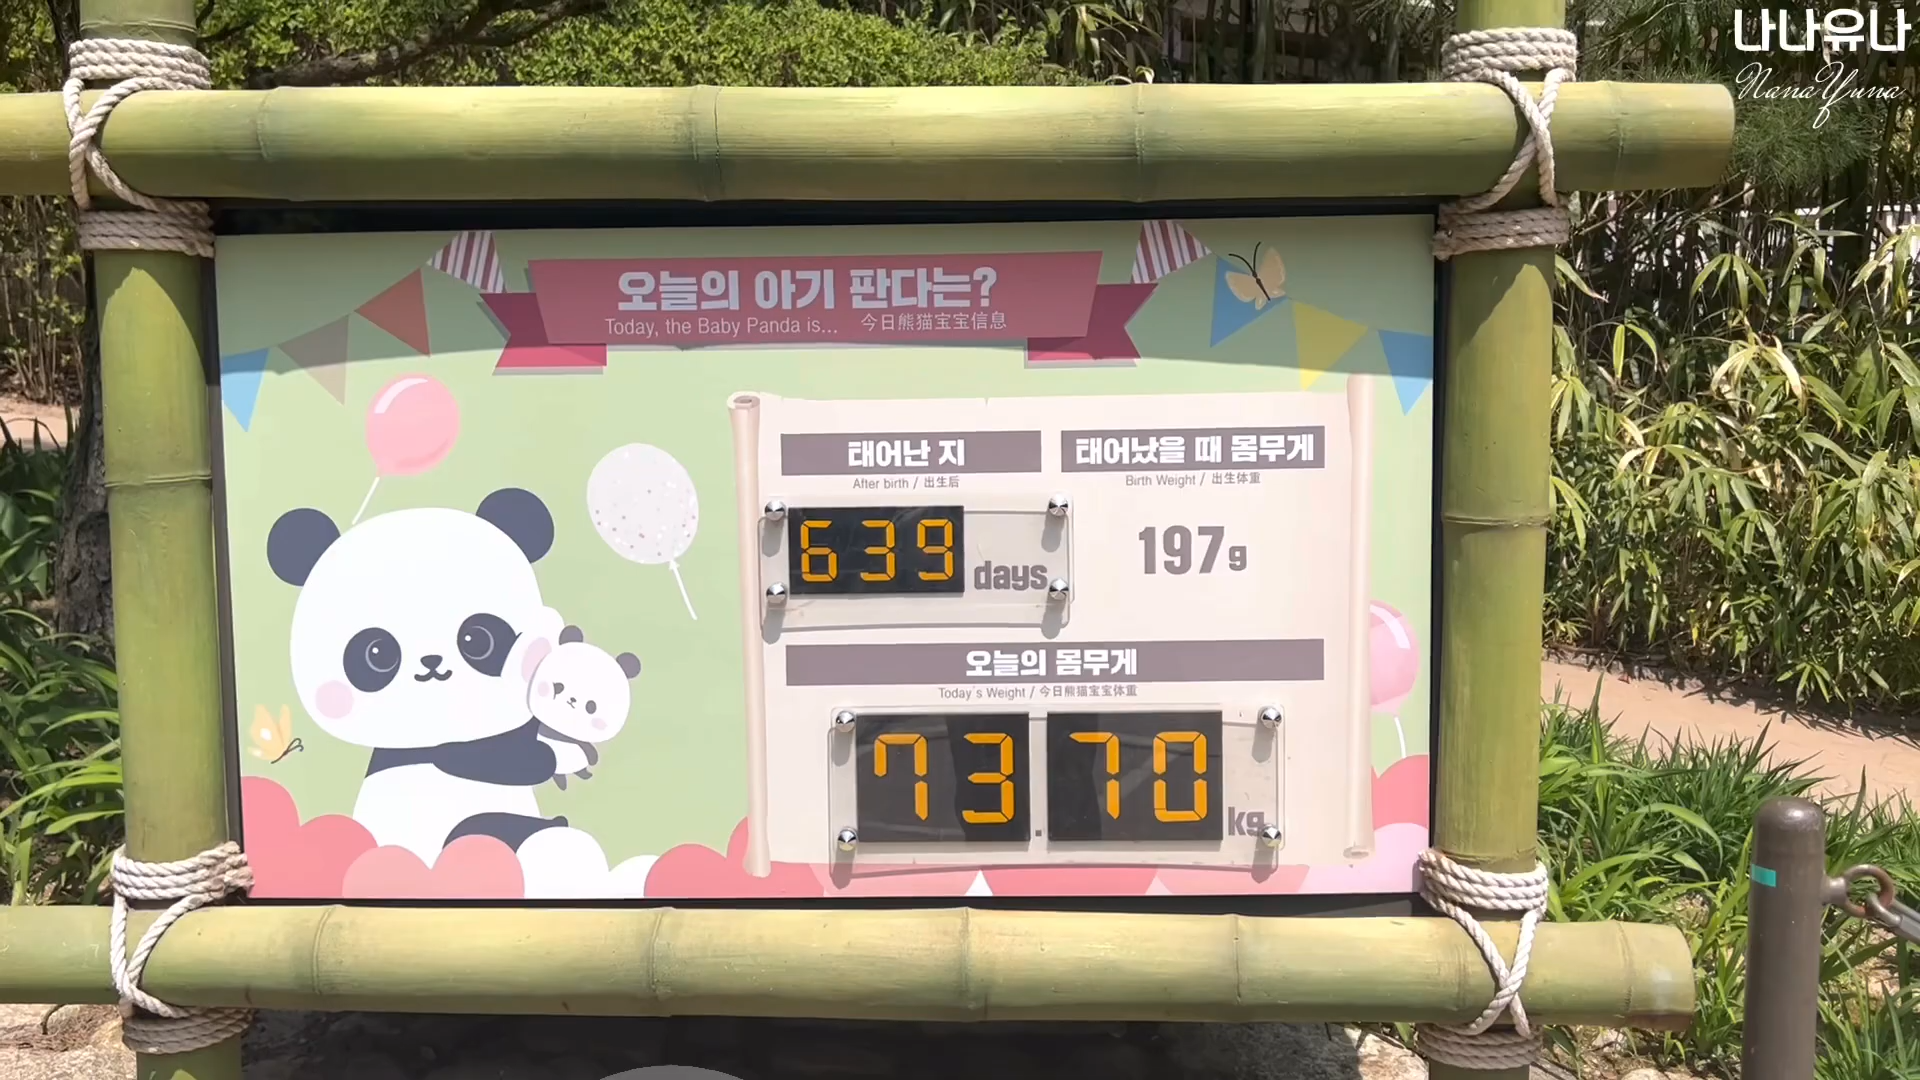 나나유나
NanaYuna
오늘의 아기 판다는?
Today, the Baby Panda is... 今日熊猫宝宝信息
태어난 지
After birth / 出生后
639 days
태어났을 때 몸무게
Birth Weight / 出生体重
197g
오늘의 몸무게
Today's Weight / 今日熊猫宝宝体重
73.70 kg